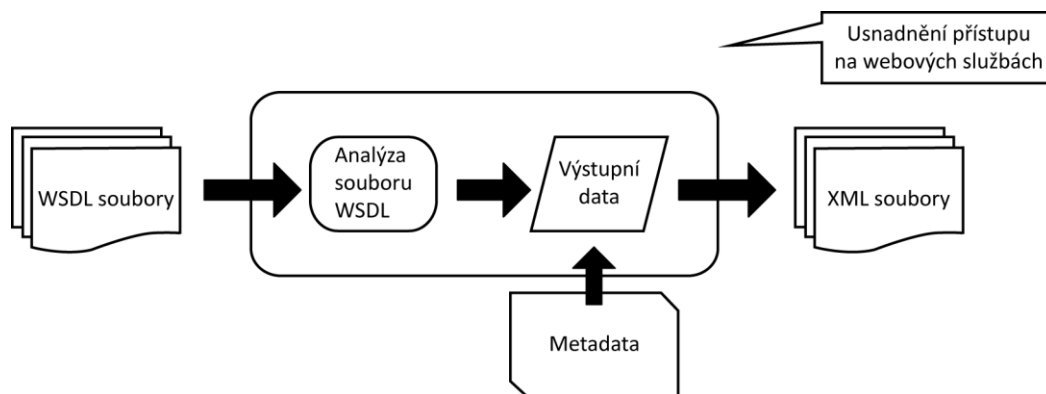 Usnadnění přístupu
na webových službách
WSDL soubory
Analýza
souboru
WSDL
Výstupní
data
XML soubory
Metadata